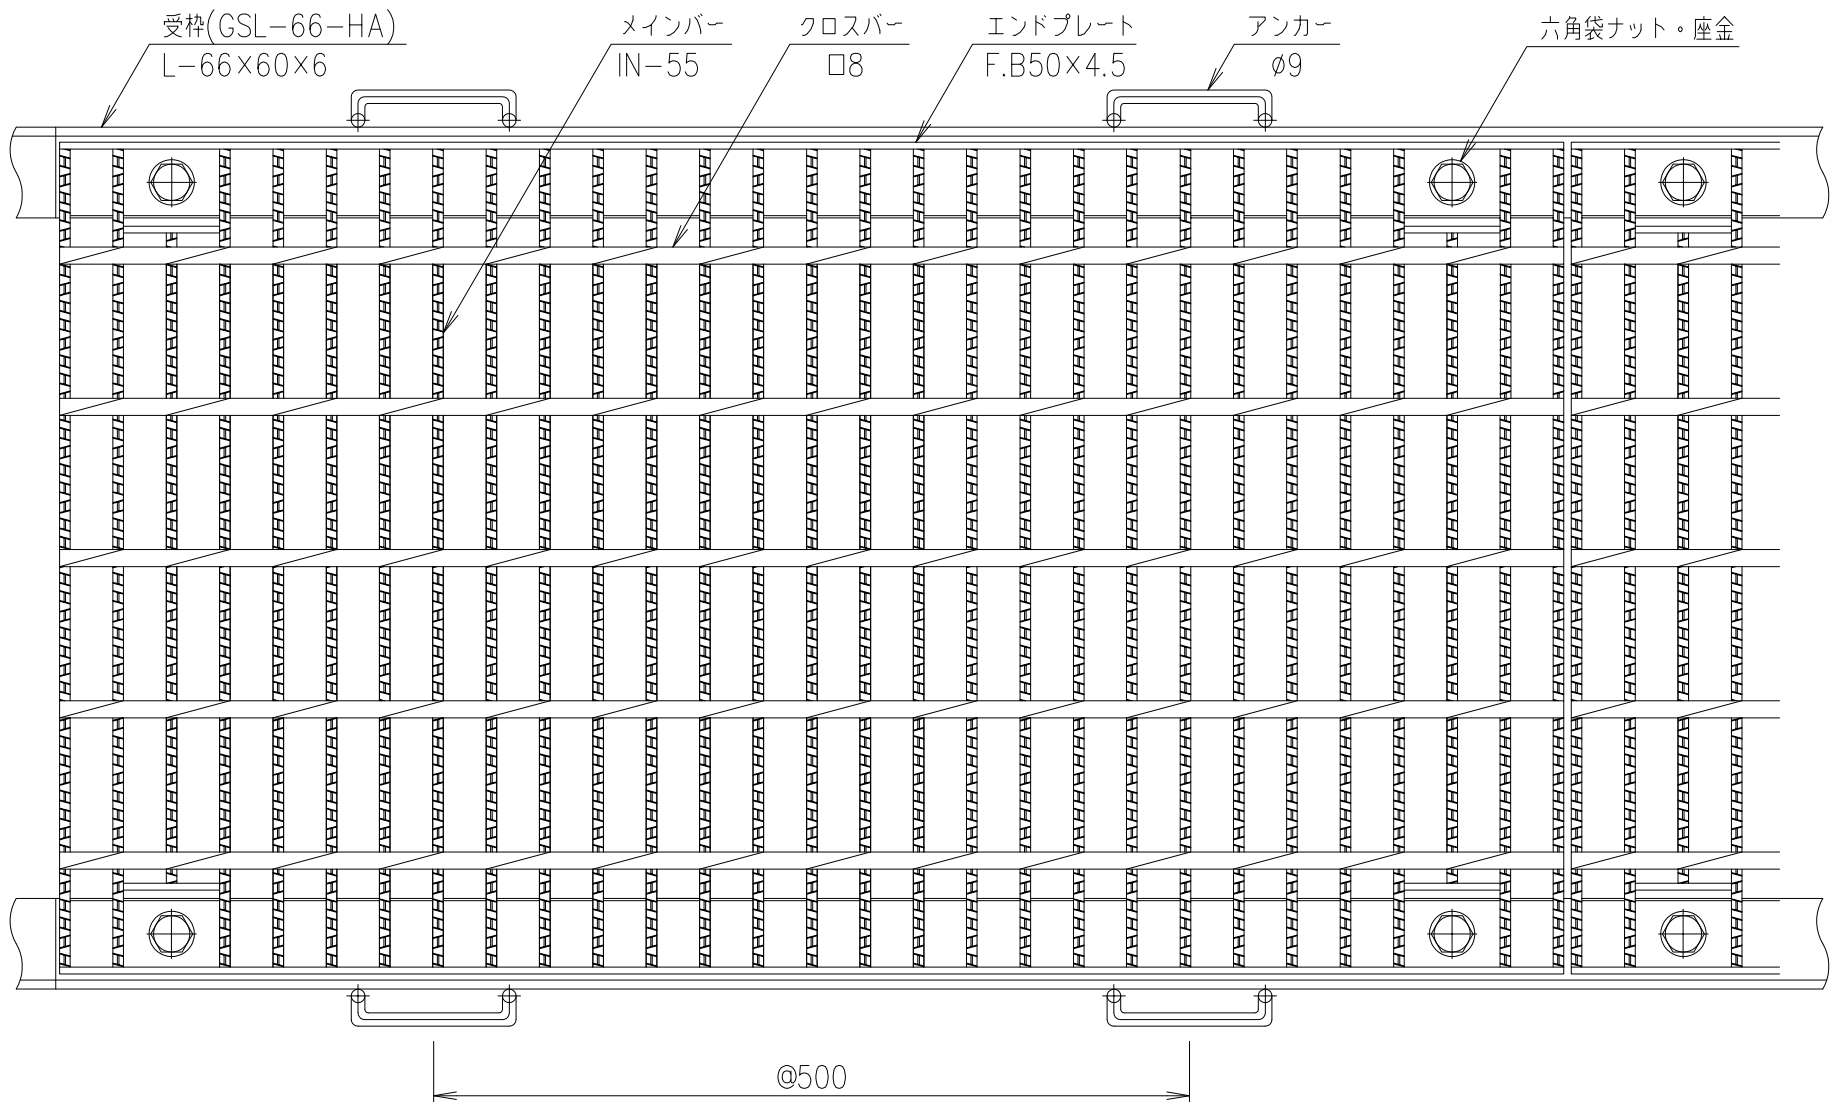 受枠(GSL-66-HA)
L-66×60×6
メインバー
IN-55
クロスバー
□8
エンドプレート
F.B50×4.5
アンカー
ø9
六角袋ナット・座金
@500